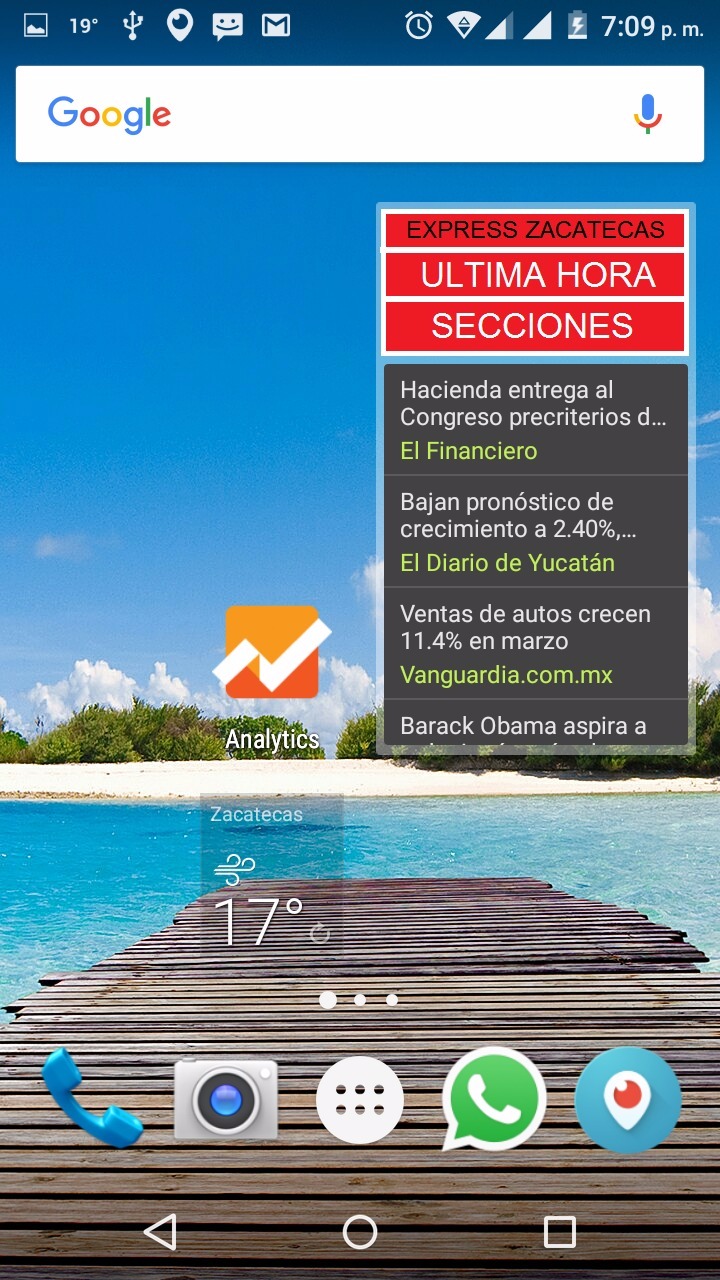 19° 7:09 p. m.
Google
EXPRESS ZACATECAS
ULTIMA HORA
SECCIONES
Hacienda entrega al
Congreso precriterios d...
El Financiero
Bajan pronóstico de
crecimiento a 2.40%,...
El Diario de Yucatán
Ventas de autos crecen
11.4% en marzo
Vanguardia.com.mx
Barack Obama aspira a
Analytics
Zacatecas
17°